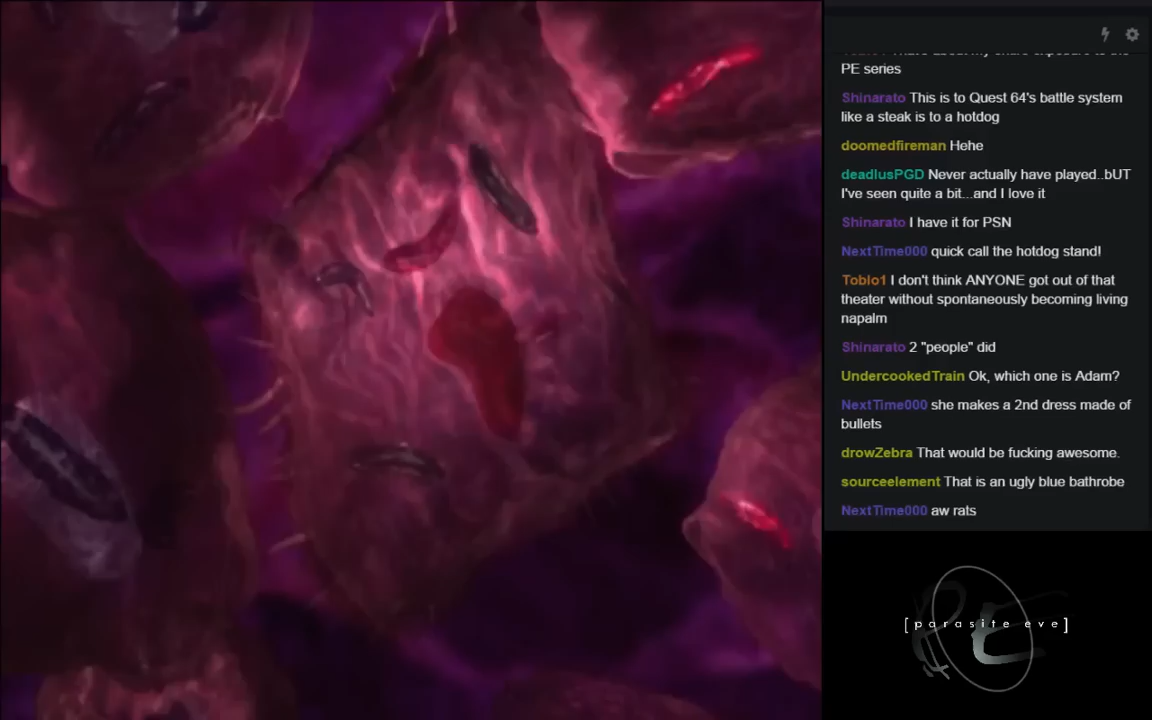 PE series
Shinarato This is to Quest 64's battle system
like a steak is to a hotdog
doomedfireman Hehe
deadlusPGD Never actually have played..bUT
I've seen quite a bit...and I love it
Shinarato I have it for PSN
NextTime000 quick call the hotdog stand!
Toblo1 I don't think ANYONE got out of that
theater without spontaneously becoming living
napalm
Shinarato 2 "people" did
UndercookedTrain Ok, which one is Adam?
NextTime000 she makes a 2nd dress made of
bullets
drowZebra That would be fucking awesome.
sourceelement That is an ugly blue bathrobe
NextTime000 aw rats
[parasite eve]